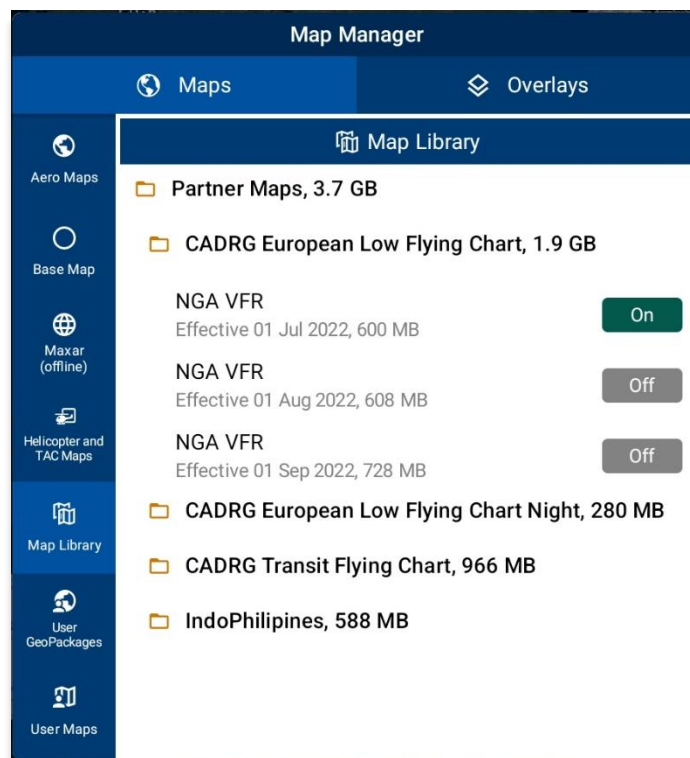 Map Manager
Maps
Overlays
Aero Maps
Base Map
Maxar
(offline)
Helicopter and
TAC Maps
Map Library
User
GeoPackages
User Maps
Map Library
Partner Maps, 3.7 GB
CADRG European Low Flying Chart, 1.9 GB
NGA VFR
On
Effective 01 Jul 2022, 600 MB
NGA VFR
Off
Effective 01 Aug 2022, 608 MB
NGA VFR
Off
Effective 01 Sep 2022, 728 MB
CADRG European Low Flying Chart Night, 280 MB
CADRG Transit Flying Chart, 966 MB
IndoPhilipines, 588 MB